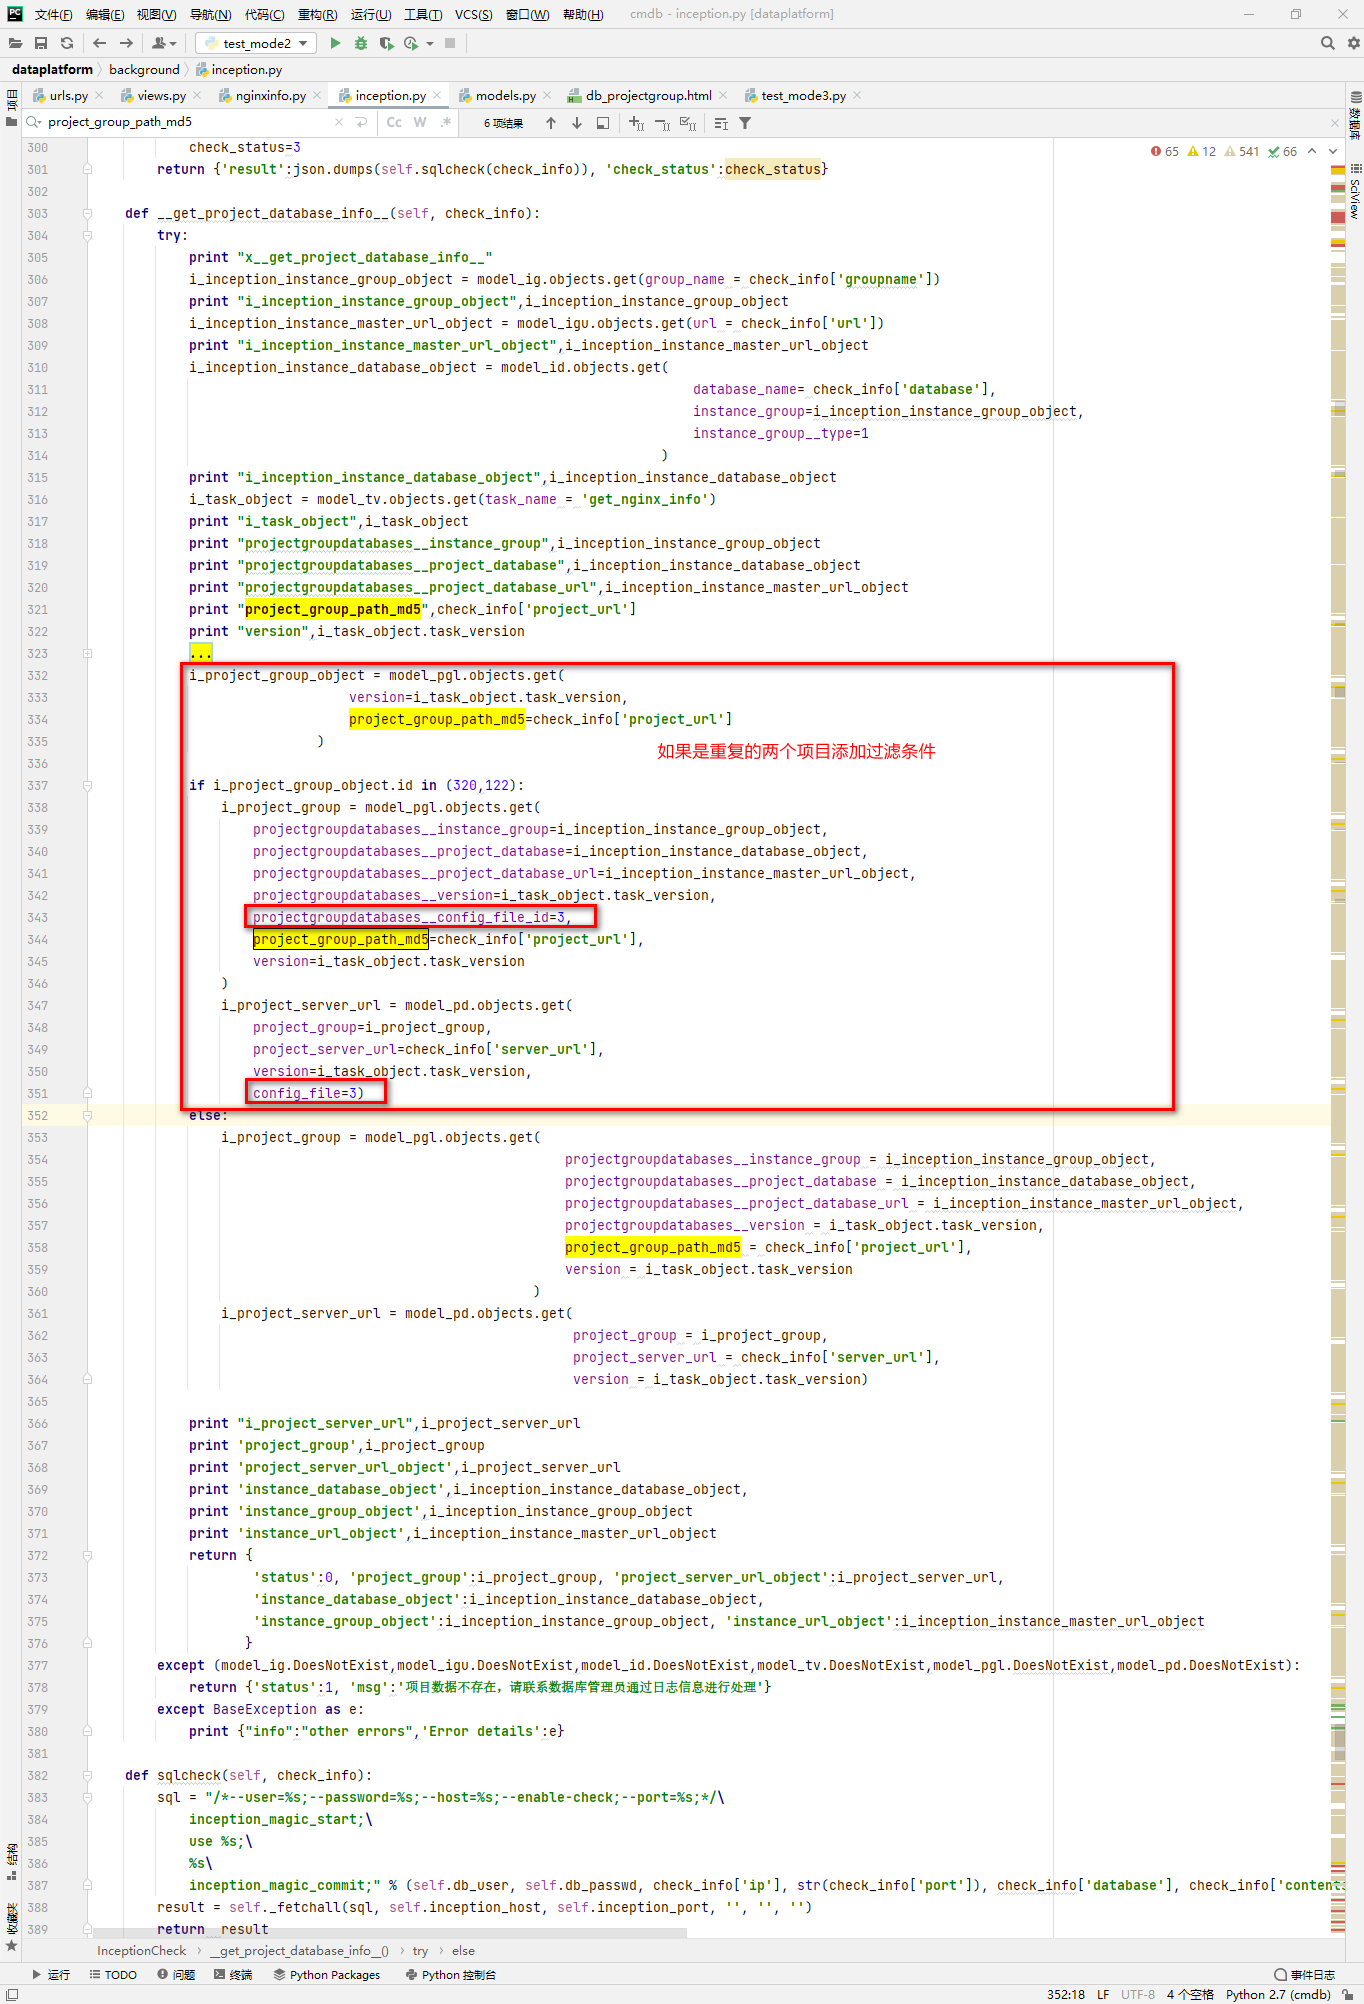 文件(F) 编辑(E) 视图(V) 导航(N) 代码(C) 重构(R) 运行(U) 工具(T) VCS(S) 窗口(W) 帮助(H) cmdb - inception.py [dataplatform]
test_mode2
dataplatform background inception.py
urls.py views.py nginxinfo.py inception.py models.py db_projectgroup.html test_mode3.py
project_group_path_md5 Cc W .* 6 项结果
65 12 541 66
300 check_status=3
301 return {'result':json.dumps(self.sqlcheck(check_info)), 'check_status':check_status}
302
303 def __get_project_database_info__(self, check_info):
304 try:
305 print "x__get_project_database_info__"
306 i_inception_instance_group_object = model_ig.objects.get(group_name = check_info['groupname'])
307 print "i_inception_instance_group_object",i_inception_instance_group_object
308 i_inception_instance_master_url_object = model_igu.objects.get(url = check_info['url'])
309 print "i_inception_instance_master_url_object",i_inception_instance_master_url_object
310 i_inception_instance_database_object = model_id.objects.get(
311 database_name= check_info['database'],
312 instance_group=i_inception_instance_group_object,
313 instance_group__type=1
314 )
315 print "i_inception_instance_database_object",i_inception_instance_database_object
316 i_task_object = model_tv.objects.get(task_name = 'get_nginx_info')
317 print "i_task_object",i_task_object
318 print "projectgroupdatabases__instance_group",i_inception_instance_group_object
319 print "projectgroupdatabases__project_database",i_inception_instance_database_object
320 print "projectgroupdatabases__project_database_url",i_inception_instance_master_url_object
321 print "project_group_path_md5",check_info['project_url']
322 print "version",i_task_object.task_version
323 ...
332 i_project_group_object = model_pgl.objects.get(
333 version=i_task_object.task_version,
334 project_group_path_md5=check_info['project_url']
335 )
如果是重复的两个项目添加过滤条件
336
337 if i_project_group_object.id in (320,122):
338 i_project_group = model_pgl.objects.get(
339 projectgroupdatabases__instance_group=i_inception_instance_group_object,
340 projectgroupdatabases__project_database=i_inception_instance_database_object,
341 projectgroupdatabases__project_database_url=i_inception_instance_master_url_object,
342 projectgroupdatabases__version=i_task_object.task_version,
343 projectgroupdatabases__config_file_id=3,
344 project_group_path_md5=check_info['project_url'],
345 version=i_task_object.task_version
346 )
347 i_project_server_url = model_pd.objects.get(
348 project_group=i_project_group,
349 project_server_url=check_info['server_url'],
350 version=i_task_object.task_version,
351 config_file=3)
352 else:
353 i_project_group = model_pgl.objects.get(
354 projectgroupdatabases__instance_group = i_inception_instance_group_object,
355 projectgroupdatabases__project_database = i_inception_instance_database_object,
356 projectgroupdatabases__project_database_url = i_inception_instance_master_url_object,
357 projectgroupdatabases__version = i_task_object.task_version,
358 project_group_path_md5 = check_info['project_url'],
359 version = i_task_object.task_version
360 )
361 i_project_server_url = model_pd.objects.get(
362 project_group = i_project_group,
363 project_server_url = check_info['server_url'],
364 version = i_task_object.task_version)
365
366 print "i_project_server_url",i_project_server_url
367 print 'project_group',i_project_group
368 print 'project_server_url_object',i_project_server_url
369 print 'instance_database_object',i_inception_instance_database_object,
370 print 'instance_group_object',i_inception_instance_group_object
371 print 'instance_url_object',i_inception_instance_master_url_object
372 return {
373 'status':0, 'project_group':i_project_group, 'project_server_url_object':i_project_server_url,
374 'instance_database_object':i_inception_instance_database_object,
375 'instance_group_object':i_inception_instance_group_object, 'instance_url_object':i_inception_instance_master_url_object
376 }
377 except (model_ig.DoesNotExist,model_igu.DoesNotExist,model_id.DoesNotExist,model_tv.DoesNotExist,model_pgl.DoesNotExist,model_pd.DoesNotExist):
378 return {'status':1, 'msg':'项目数据不存在，请联系数据库管理员通过日志信息进行处理'}
379 except BaseException as e:
380 print {"info":"other errors",'Error details':e}
381
382 def sqlcheck(self, check_info):
383 sql = "/*--user=%s;--password=%s;--host=%s;--enable-check;--port=%s;*/\
384 inception_magic_start;\
385 use %s;\
386 %s\
387 inception_magic_commit;" % (self.db_user, self.db_passwd, check_info['ip'], str(check_info['port']), check_info['database'], check_info['content
388 result = self._fetchall(sql, self.inception_host, self.inception_port, '', '', '')
389 return result
项目
结构
收藏夹
数据库
SciView
InceptionCheck __get_project_database_info__() try else
运行 TODO 问题 终端 Python Packages Python 控制台 事件日志
352:18 LF UTF-8 4 个空格 Python 2.7 (cmdb)